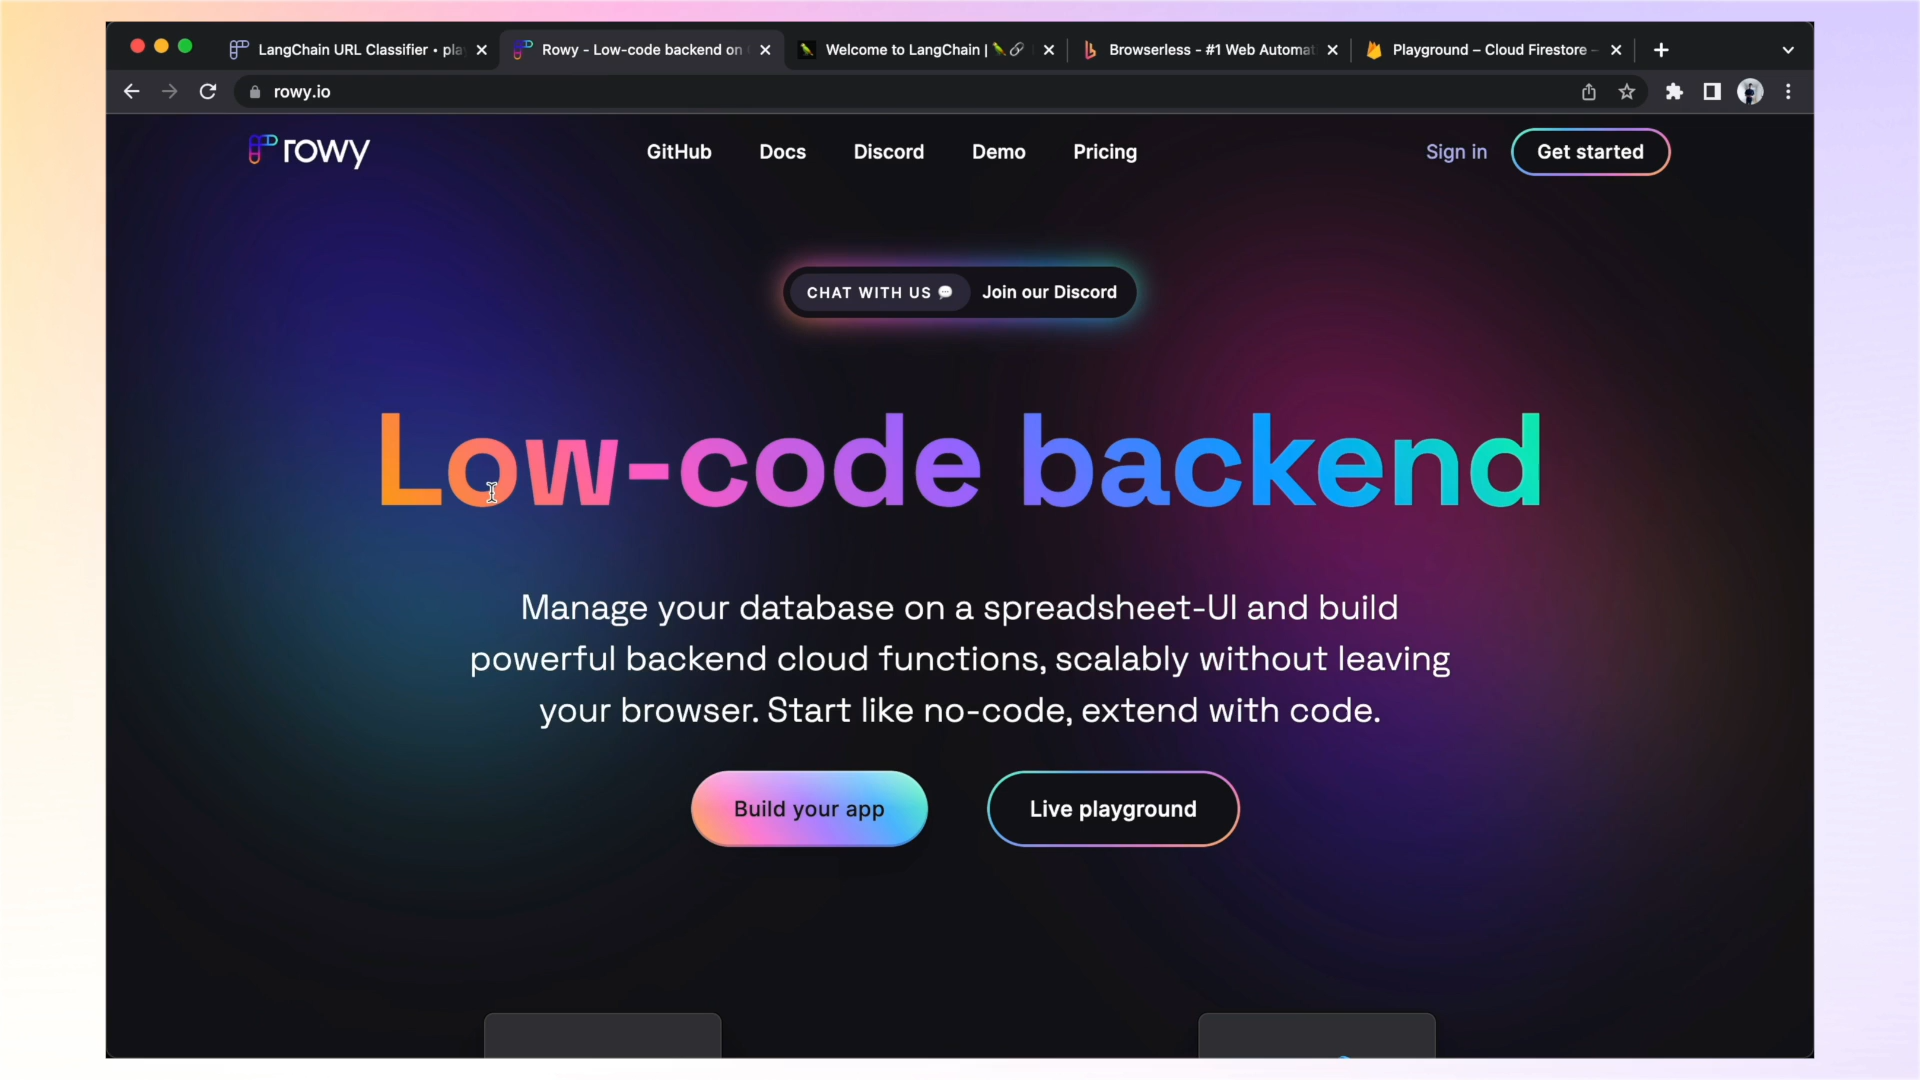 LangChain URL Classifier • pla
Rowy - Low-code backend on
Welcome to LangChain | 🦜🔗
Browserless - #1 Web Automat
Playground – Cloud Firestore –
rowy.io
rowy
GitHub
Docs
Discord
Demo
Pricing
Sign in
Get started
CHAT WITH US 💬 Join our Discord
Low-code backend
Manage your database on a spreadsheet-UI and build
powerful backend cloud functions, scalably without leaving
your browser. Start like no-code, extend with code.
Build your app
Live playground